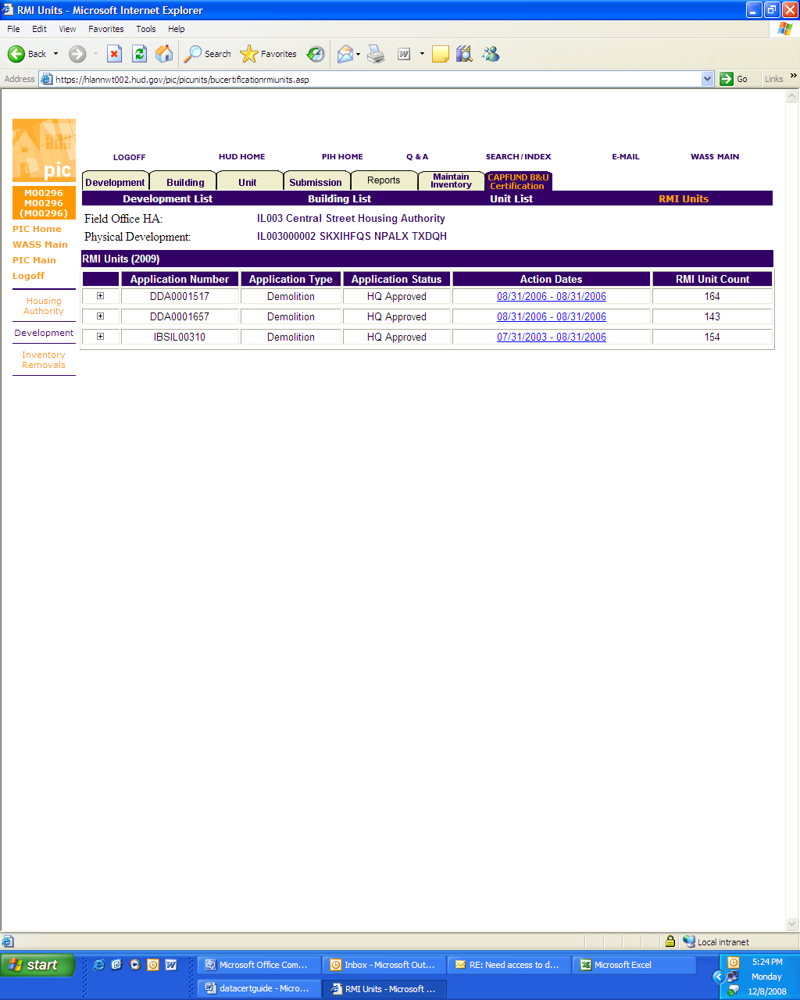 RMI Units - Microsoft Internet Explorer
File Edit View Favorites Tools Help
Back Search Favorites
Address https://hlannwt002.hud.gov/pic/picunits/bucertificationrmiunits.asp Go Links »
pic
LOGOFF HUD HOME PIH HOME Q & A SEARCH / INDEX E-MAIL WASS MAIN
Development Building Unit Submission Reports Maintain Inventory CAPFUND B&U Certification
Development List Building List Unit List RMI Units
M00296
M00296
(M00296)
PIC Home
WASS Main
PIC Main
Logoff
Housing
Authority
Development
Inventory
Removals
Field Office HA: IL003 Central Street Housing Authority
Physical Development: IL003000002 SKXIHFQS NPALX TXDQH
RMI Units (2009)
Application Number Application Type Application Status Action Dates RMI Unit Count
DDA0001517 Demolition HQ Approved 08/31/2006 - 08/31/2006 164
DDA0001657 Demolition HQ Approved 08/31/2006 - 08/31/2006 143
IBSIL00310 Demolition HQ Approved 07/31/2003 - 08/31/2006 154
Local intranet
start Microsoft Office Com... Inbox - Microsoft Out... RE: Need access to d... Microsoft Excel 5:24 PM
Monday
datacertguide - Micro... RMI Units - Microsoft ... 12/8/2008